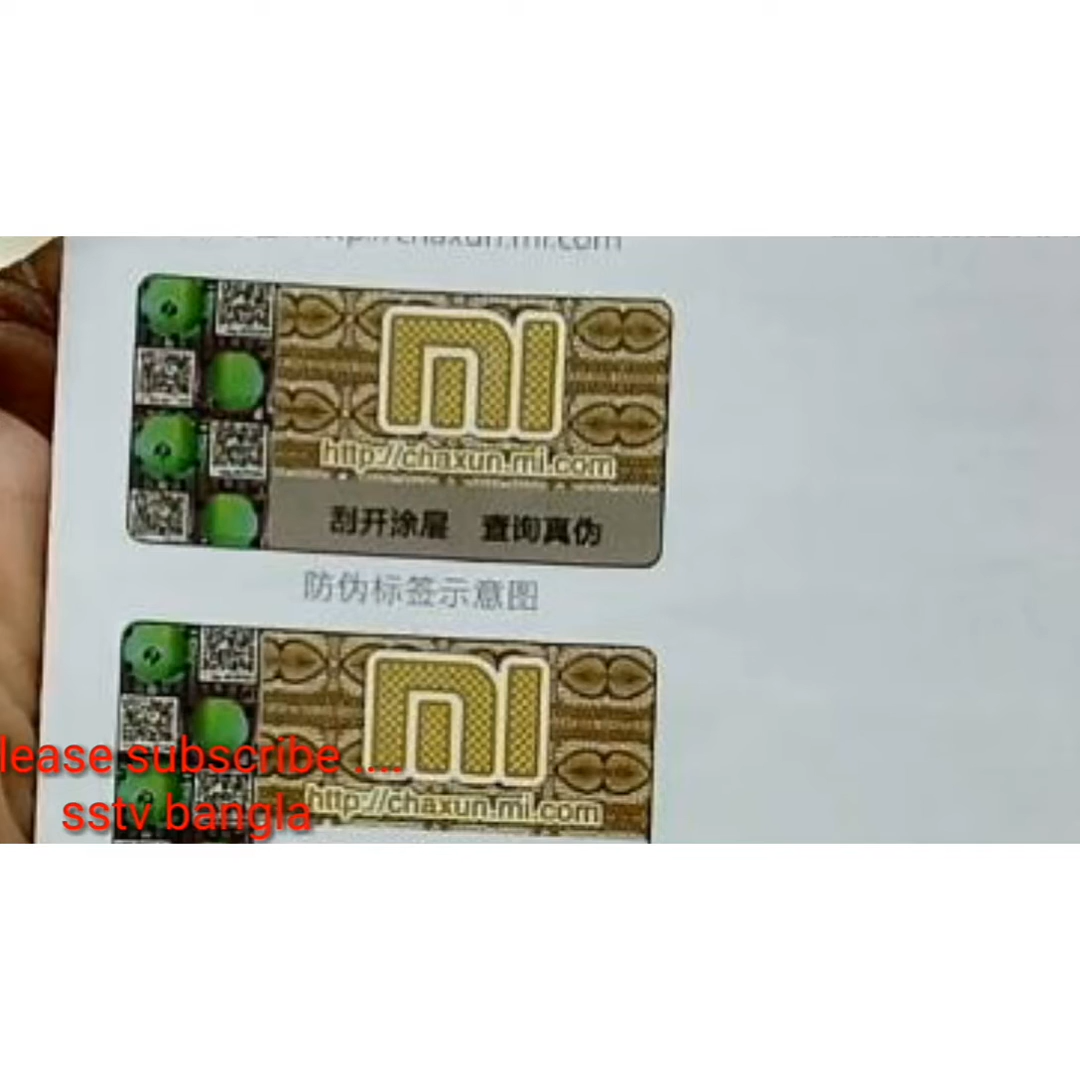 chaxun.mi.com
mi
http://chaxun.mi.com
刮开涂层 查询真伪
防伪标签示意图
mi
http://chaxun.mi.com
lease subscribe ....
sstv bangla